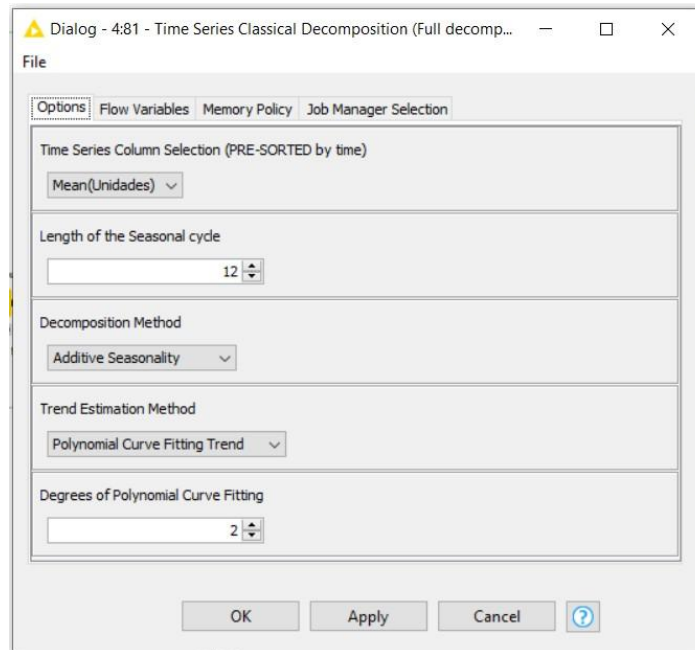 Dialog - 4:81 - Time Series Classical Decomposition (Full decomp...
File
Options Flow Variables Memory Policy Job Manager Selection
Time Series Column Selection (PRE-SORTED by time)
Mean(Unidades)
Length of the Seasonal cycle
12
Decomposition Method
Additive Seasonality
Trend Estimation Method
Polynomial Curve Fitting Trend
Degrees of Polynomial Curve Fitting
2
OK Apply Cancel ?